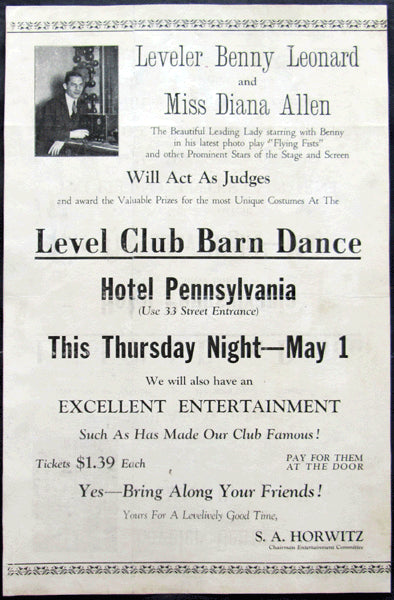 Leveler Benny Leonard
and
Miss Diana Allen
The Beautiful Leading Lady starring with Benny
in his latest photo play "Flying Fists"
and other Prominent Stars of the Stage and Screen
Will Act As Judges
and award the Valuable Prizes for the most Unique Costumes At The
Level Club Barn Dance
Hotel Pennsylvania
(Use 33 Street Entrance)
This Thursday Night—May 1
We will also have an
EXCELLENT ENTERTAINMENT
Such As Has Made Our Club Famous!
Tickets $1.39 Each
PAY FOR THEM
AT THE DOOR
Yes—Bring Along Your Friends!
Yours For A Levelively Good Time,
S. A. HORWITZ
Chairman Entertainment Committee